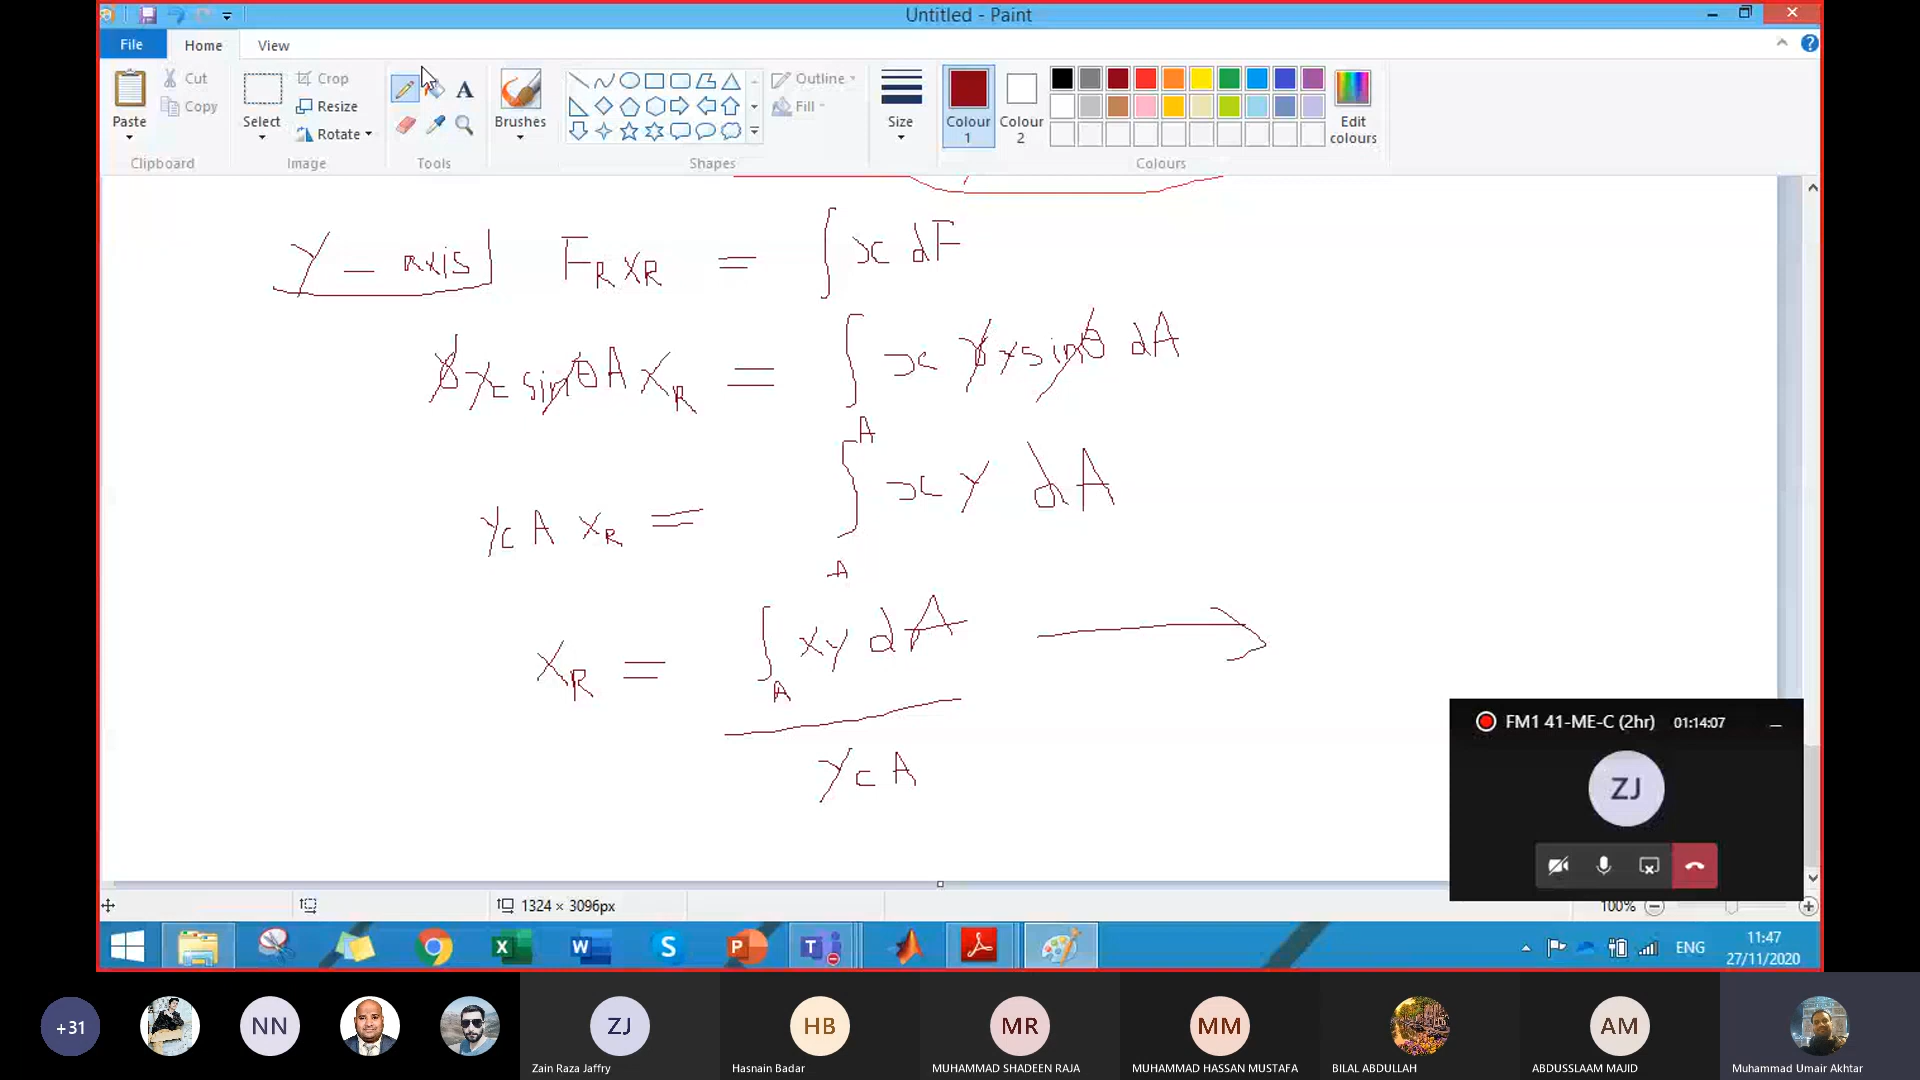 Untitled - Paint
File Home View
Paste Cut Copy Clipboard
Select Crop Resize Rotate Image
Tools
A
Brushes
Outline Fill Shapes
Size
Colour 1
Colour 2
Edit colours
Colours
Y - axis F_R x_R = ∫ x dF
γ y_c sinθ A x_R = ∫_A x γ y sinθ dA
y_c A x_R = ∫_A x y dA
x_R = ∫_A xy dA
y_c A
FM1 41-ME-C (2hr) 01:14:07
ZJ
1324 × 3096px
100%
ENG
11:47
27/11/2020
+31
NN
ZJ
HB
MR
MM
AM
Zain Raza Jaffry
Hasnain Badar
MUHAMMAD SHADEEN RAJA
MUHAMMAD HASSAN MUSTAFA
BILAL ABDULLAH
ABDUSSLAAM MAJID
Muhammad Umair Akhtar